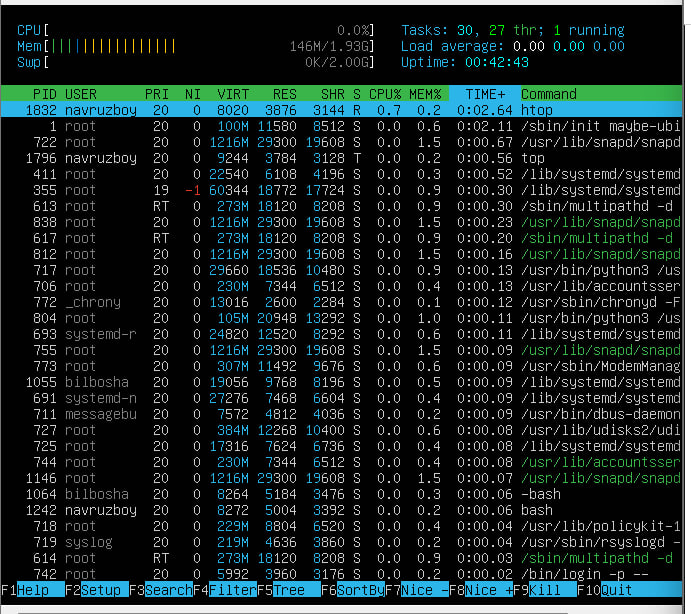 CPU[ 0.0%] Tasks: 30, 27 thr; 1 running
Mem[|||||||||||||||| 146M/1.93G] Load average: 0.00 0.00 0.00
Swp[ 0K/2.00G] Uptime: 00:42:43
PID USER PRI NI VIRT RES SHR S CPU% MEM% TIME+ Command
1832 navruzboy 20 0 8020 3876 3144 R 0.7 0.2 0:02.64 htop
1 root 20 0 100M 11580 8512 S 0.0 0.6 0:02.11 /sbin/init maybe-ubi
722 root 20 0 1216M 29300 19608 S 0.0 1.5 0:00.67 /usr/lib/snapd/snapd
1796 navruzboy 20 0 9244 3784 3128 T 0.0 0.2 0:00.56 top
411 root 20 0 22540 6108 4196 S 0.0 0.3 0:00.52 /lib/systemd/systemd
355 root 19 -1 60344 18772 17724 S 0.0 0.9 0:00.30 /lib/systemd/systemd
613 root RT 0 273M 18120 8208 S 0.0 0.9 0:00.30 /sbin/multipathd -d
838 root 20 0 1216M 29300 19608 S 0.0 1.5 0:00.23 /usr/lib/snapd/snapd
617 root RT 0 273M 18120 8208 S 0.0 0.9 0:00.20 /sbin/multipathd -d
812 root 20 0 1216M 29300 19608 S 0.0 1.5 0:00.16 /usr/lib/snapd/snapd
717 root 20 0 29660 18536 10480 S 0.0 0.9 0:00.13 /usr/bin/python3 /us
706 root 20 0 230M 7344 6512 S 0.0 0.4 0:00.13 /usr/lib/accountsser
772 _chrony 20 0 13016 2600 2284 S 0.0 0.1 0:00.12 /usr/sbin/chronyd -F
804 root 20 0 105M 20948 13292 S 0.0 1.0 0:00.11 /usr/bin/python3 /us
693 systemd-r 20 0 24820 12520 8292 S 0.0 0.6 0:00.11 /lib/systemd/systemd
755 root 20 0 1216M 29300 19608 S 0.0 1.5 0:00.09 /usr/lib/snapd/snapd
773 root 20 0 307M 11492 9676 S 0.0 0.6 0:00.09 /usr/sbin/ModemManag
1055 bilbosha 20 0 19056 9768 8196 S 0.0 0.5 0:00.09 /lib/systemd/systemd
691 systemd-n 20 0 27276 7468 6604 S 0.0 0.4 0:00.09 /lib/systemd/systemd
711 messagebu 20 0 7572 4812 4036 S 0.0 0.2 0:00.09 /usr/bin/dbus-daemon
727 root 20 0 384M 12268 10400 S 0.0 0.6 0:00.08 /usr/lib/udisks2/udi
725 root 20 0 17316 7624 6736 S 0.0 0.4 0:00.08 /lib/systemd/systemd
744 root 20 0 230M 7344 6512 S 0.0 0.4 0:00.08 /usr/lib/accountsser
1146 root 20 0 1216M 29300 19608 S 0.0 1.5 0:00.07 /usr/lib/snapd/snapd
1064 bilbosha 20 0 8264 5184 3476 S 0.0 0.3 0:00.06 -bash
1242 navruzboy 20 0 8272 5004 3392 S 0.0 0.2 0:00.06 bash
718 root 20 0 229M 8804 6520 S 0.0 0.4 0:00.04 /usr/lib/policykit-1
719 syslog 20 0 219M 4636 3860 S 0.0 0.2 0:00.04 /usr/sbin/rsyslogd -
614 root RT 0 273M 18120 8208 S 0.0 0.9 0:00.03 /sbin/multipathd -d
742 root 20 0 5992 3960 3176 S 0.0 0.2 0:00.02 /bin/login -p --
F1Help F2Setup F3SearchF4FilterF5Tree F6SortByF7Nice -F8Nice +F9Kill F10Quit